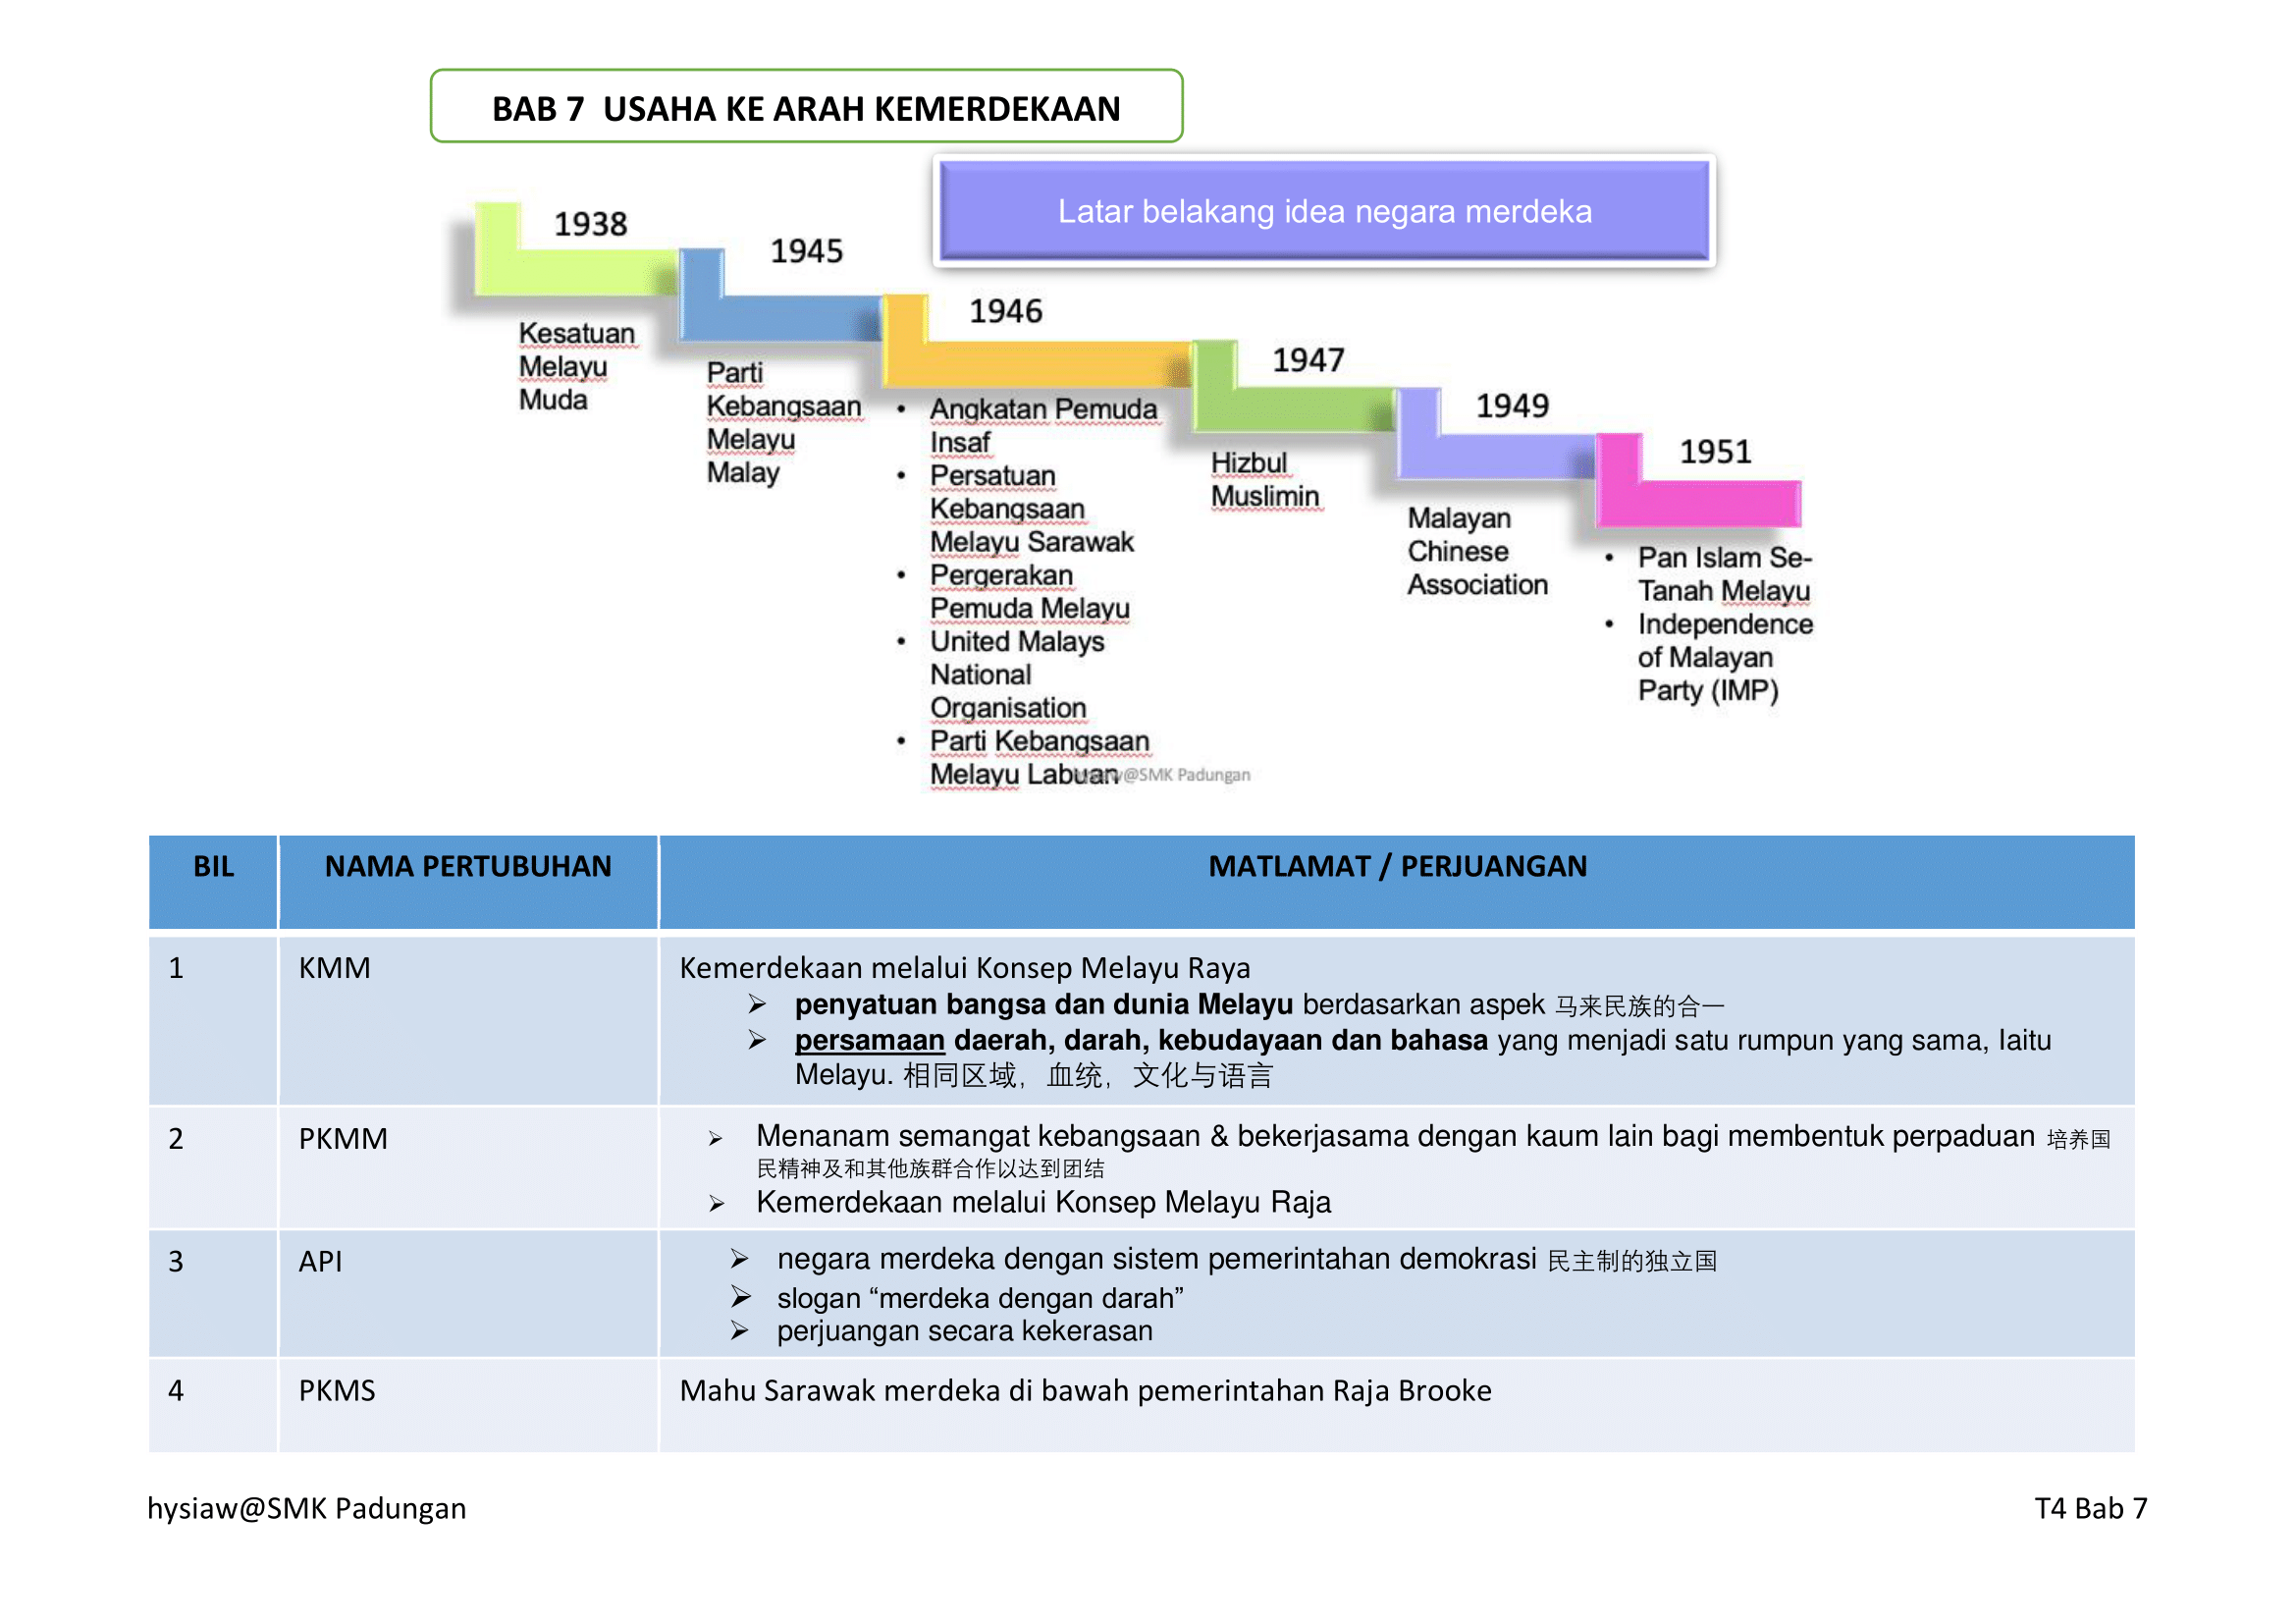 BAB 7 USAHA KE ARAH KEMERDEKAAN
Latar belakang idea negara merdeka
1938
Kesatuan
Melayu
Muda
1945
Parti
Kebangsaan
Melayu
Malay
1946
• Angkatan Pemuda
Insaf
• Persatuan
Kebangsaan
Melayu Sarawak
• Pergerakan
Pemuda Melayu
• United Malays
National
Organisation
• Parti Kebangsaan
Melayu Labuan
hysiaw@SMK Padungan
1947
Hizbul
Muslimin
1949
Malayan
Chinese
Association
1951
• Pan Islam Se-
Tanah Melayu
• Independence
of Malayan
Party (IMP)
BIL NAMA PERTUBUHAN MATLAMAT / PERJUANGAN
1 KMM Kemerdekaan melalui Konsep Melayu Raya
➢ penyatuan bangsa dan dunia Melayu berdasarkan aspek 马来民族的合一
➢ persamaan daerah, darah, kebudayaan dan bahasa yang menjadi satu rumpun yang sama, laitu
Melayu. 相同区域，血统，文化与语言
2 PKMM ➢ Menanam semangat kebangsaan & bekerjasama dengan kaum lain bagi membentuk perpaduan 培养国
民精神及和其他族群合作以达到团结
➢ Kemerdekaan melalui Konsep Melayu Raja
3 API ➢ negara merdeka dengan sistem pemerintahan demokrasi 民主制的独立国
➢ slogan “merdeka dengan darah”
➢ perjuangan secara kekerasan
4 PKMS Mahu Sarawak merdeka di bawah pemerintahan Raja Brooke
hysiaw@SMK Padungan T4 Bab 7